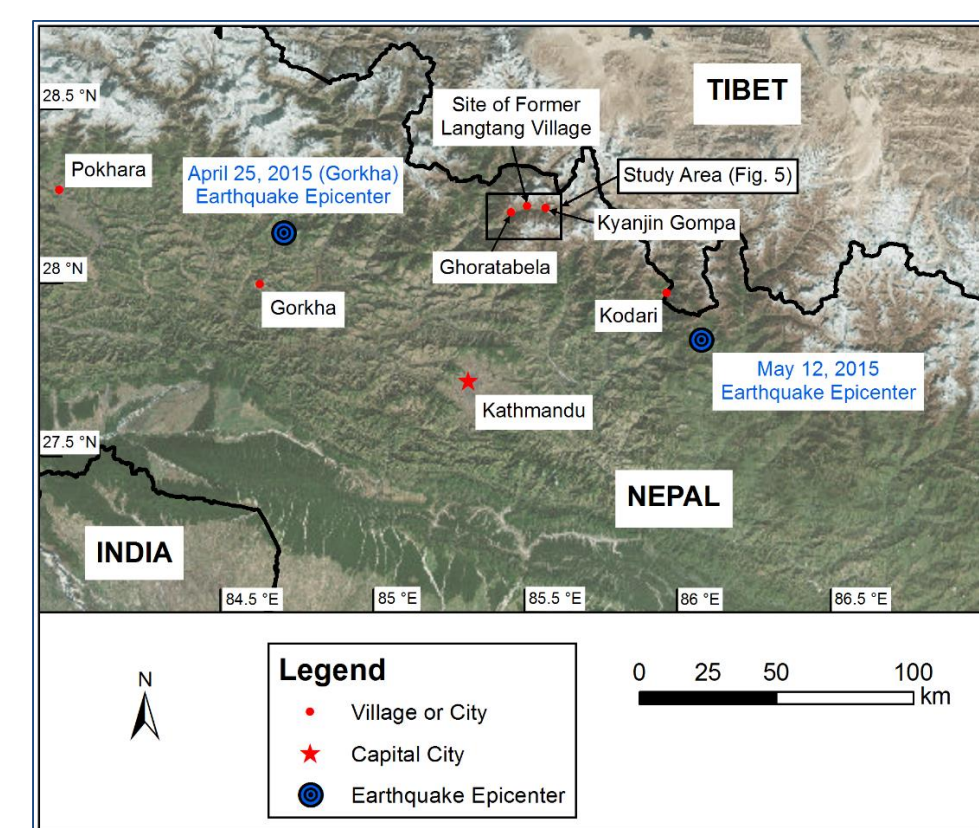 28.5 °N
TIBET
Site of Former
Langtang Village
Pokhara
April 25, 2015 (Gorkha)
Earthquake Epicenter
Study Area (Fig. 5)
Kyanjin Gompa
28 °N
Ghoratabela
Gorkha
Kodari
May 12, 2015
Earthquake Epicenter
Kathmandu
27.5 °N
NEPAL
INDIA
84.5 °E
85 °E
85.5 °E
86 °E
86.5 °E
N
Legend
Village or City
Capital City
Earthquake Epicenter
0 25 50 100
km